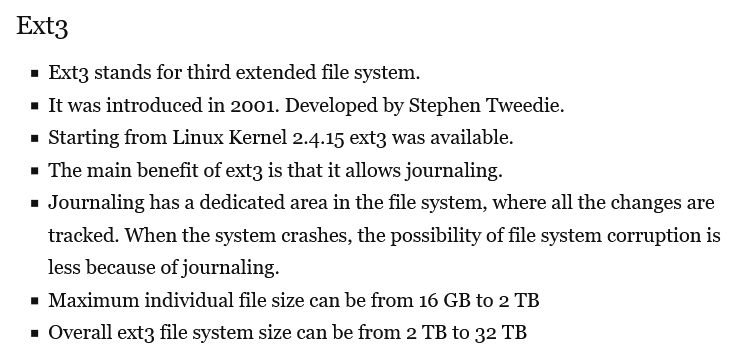 Ext3
▪ Ext3 stands for third extended file system.
▪ It was introduced in 2001. Developed by Stephen Tweedie.
▪ Starting from Linux Kernel 2.4.15 ext3 was available.
▪ The main benefit of ext3 is that it allows journaling.
▪ Journaling has a dedicated area in the file system, where all the changes are
tracked. When the system crashes, the possibility of file system corruption is
less because of journaling.
▪ Maximum individual file size can be from 16 GB to 2 TB
▪ Overall ext3 file system size can be from 2 TB to 32 TB